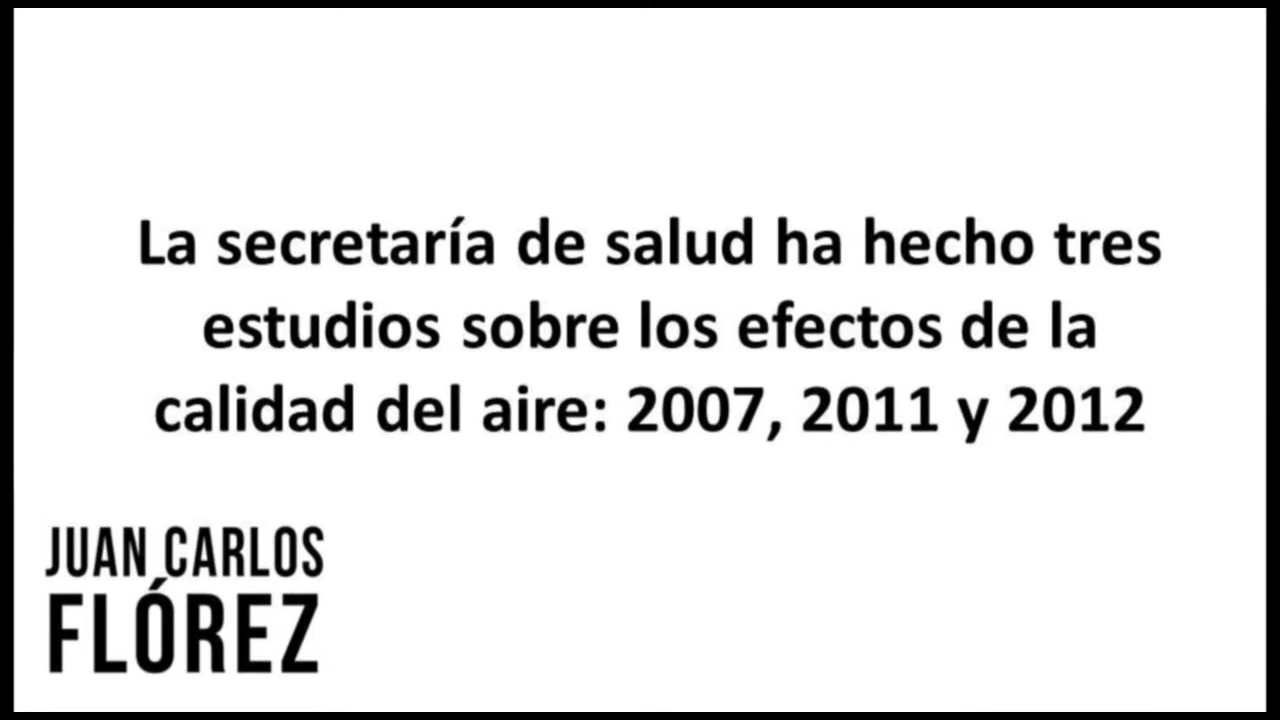 La secretaría de salud ha hecho tres
estudios sobre los efectos de la
calidad del aire: 2007, 2011 y 2012
JUAN CARLOS
FLÓREZ